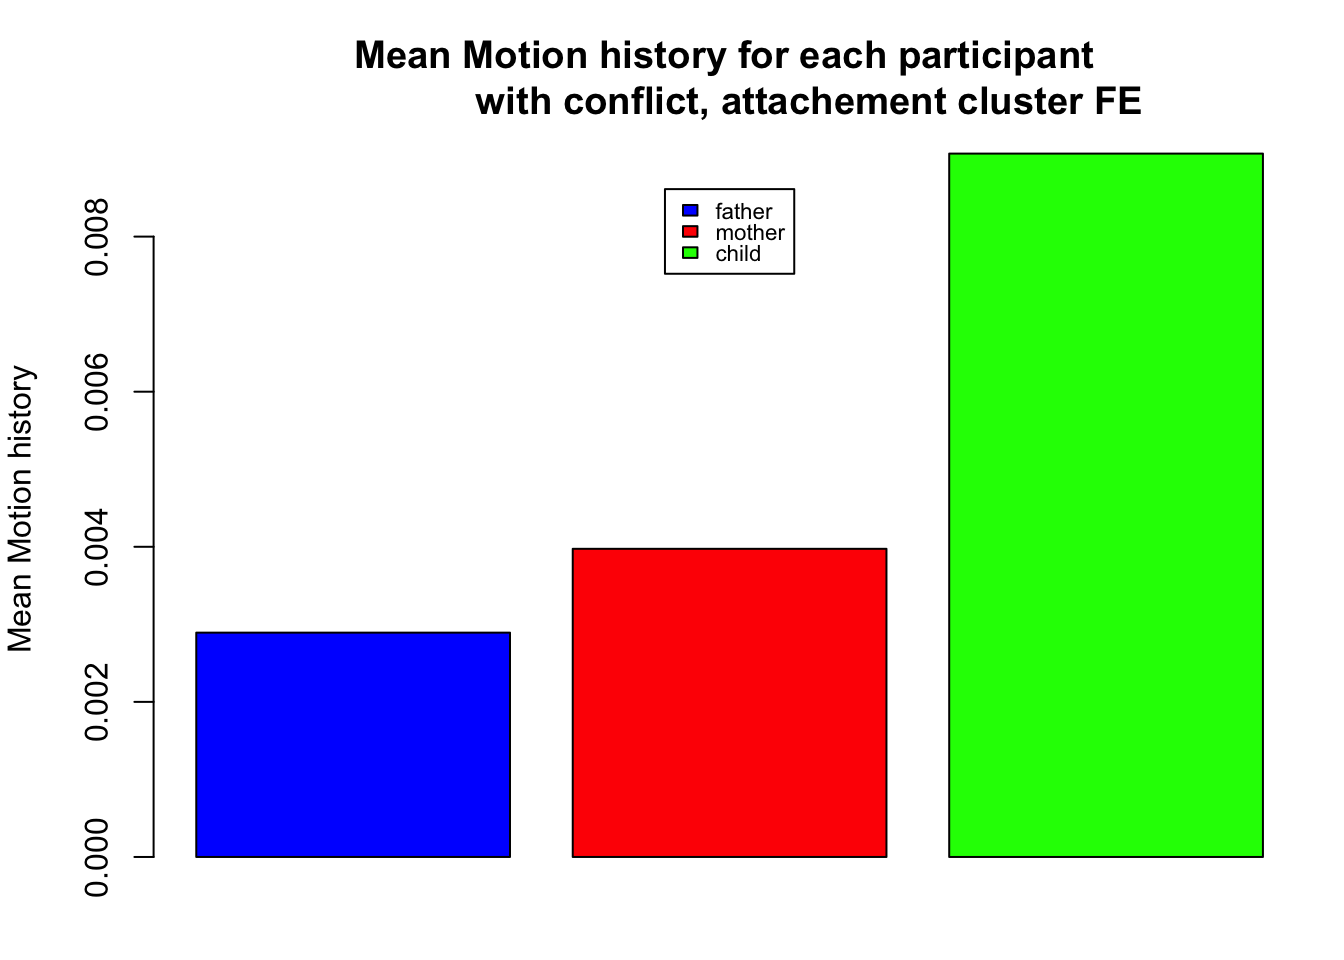 Mean Motion history for each participant
with conflict, attachement cluster FE
Mean Motion history
0.008
0.006
0.004
0.002
0.000
father
mother
child